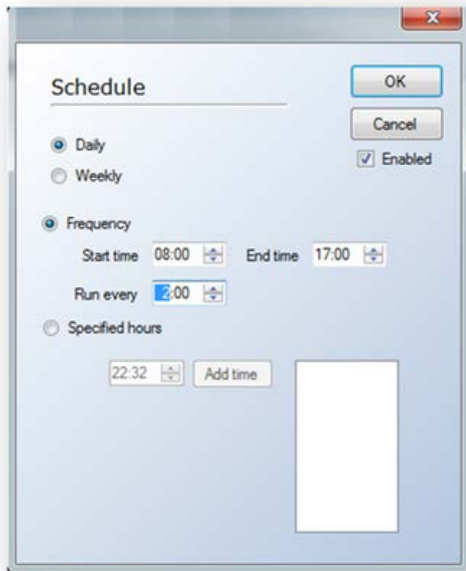 Schedule
OK
Cancel
Enabled
Daily
Weekly
Frequency
Start time 08:00 End time 17:00
Run every 2:00
Specified hours
22:32 Add time